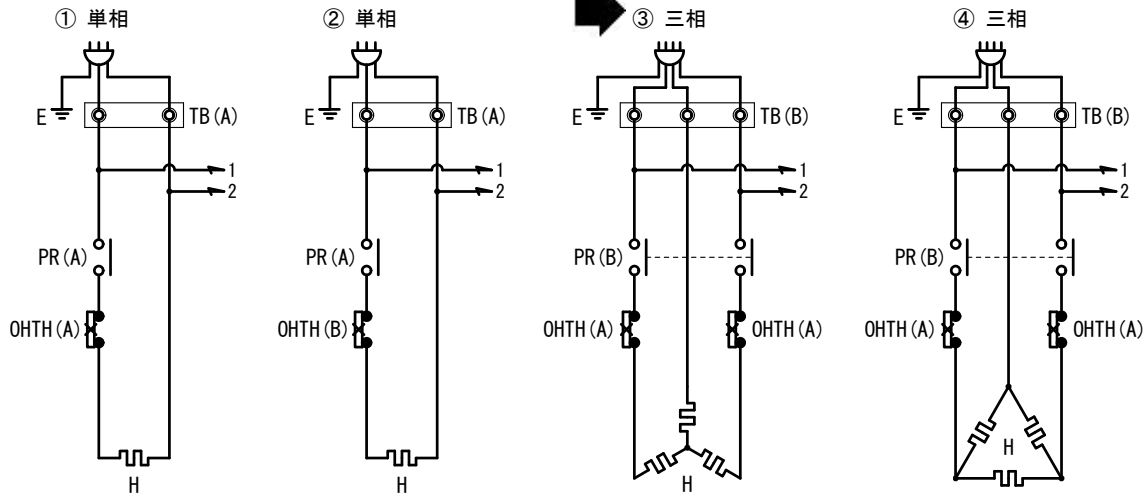 ① 単相
② 単相
③ 三相
④ 三相
E
TB(A)
E
TB(A)
E
TB(B)
E
TB(B)
1
2
1
2
1
2
1
2
PR(A)
PR(A)
PR(B)
PR(B)
OHTH(A)
OHTH(B)
OHTH(A)
OHTH(A)
OHTH(A)
OHTH(A)
H
H
H
H